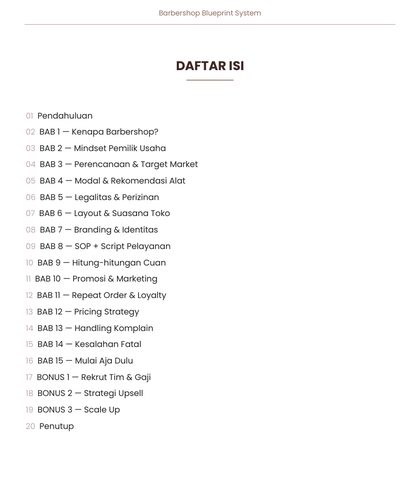 Barbershop Blueprint System
DAFTAR ISI
01 Pendahuluan
02 BAB 1 — Kenapa Barbershop?
03 BAB 2 — Mindset Pemilik Usaha
04 BAB 3 — Perencanaan & Target Market
05 BAB 4 — Modal & Rekomendasi Alat
06 BAB 5 — Legalitas & Perizinan
07 BAB 6 — Layout & Suasana Toko
08 BAB 7 — Branding & Identitas
09 BAB 8 — SOP + Script Pelayanan
10 BAB 9 — Hitung-hitungan Cuan
11 BAB 10 — Promosi & Marketing
12 BAB 11 — Repeat Order & Loyalty
13 BAB 12 — Pricing Strategy
14 BAB 13 — Handling Komplain
15 BAB 14 — Kesalahan Fatal
16 BAB 15 — Mulai Aja Dulu
17 BONUS 1 — Rekrut Tim & Gaji
18 BONUS 2 — Strategi Upsell
19 BONUS 3 — Scale Up
20 Penutup